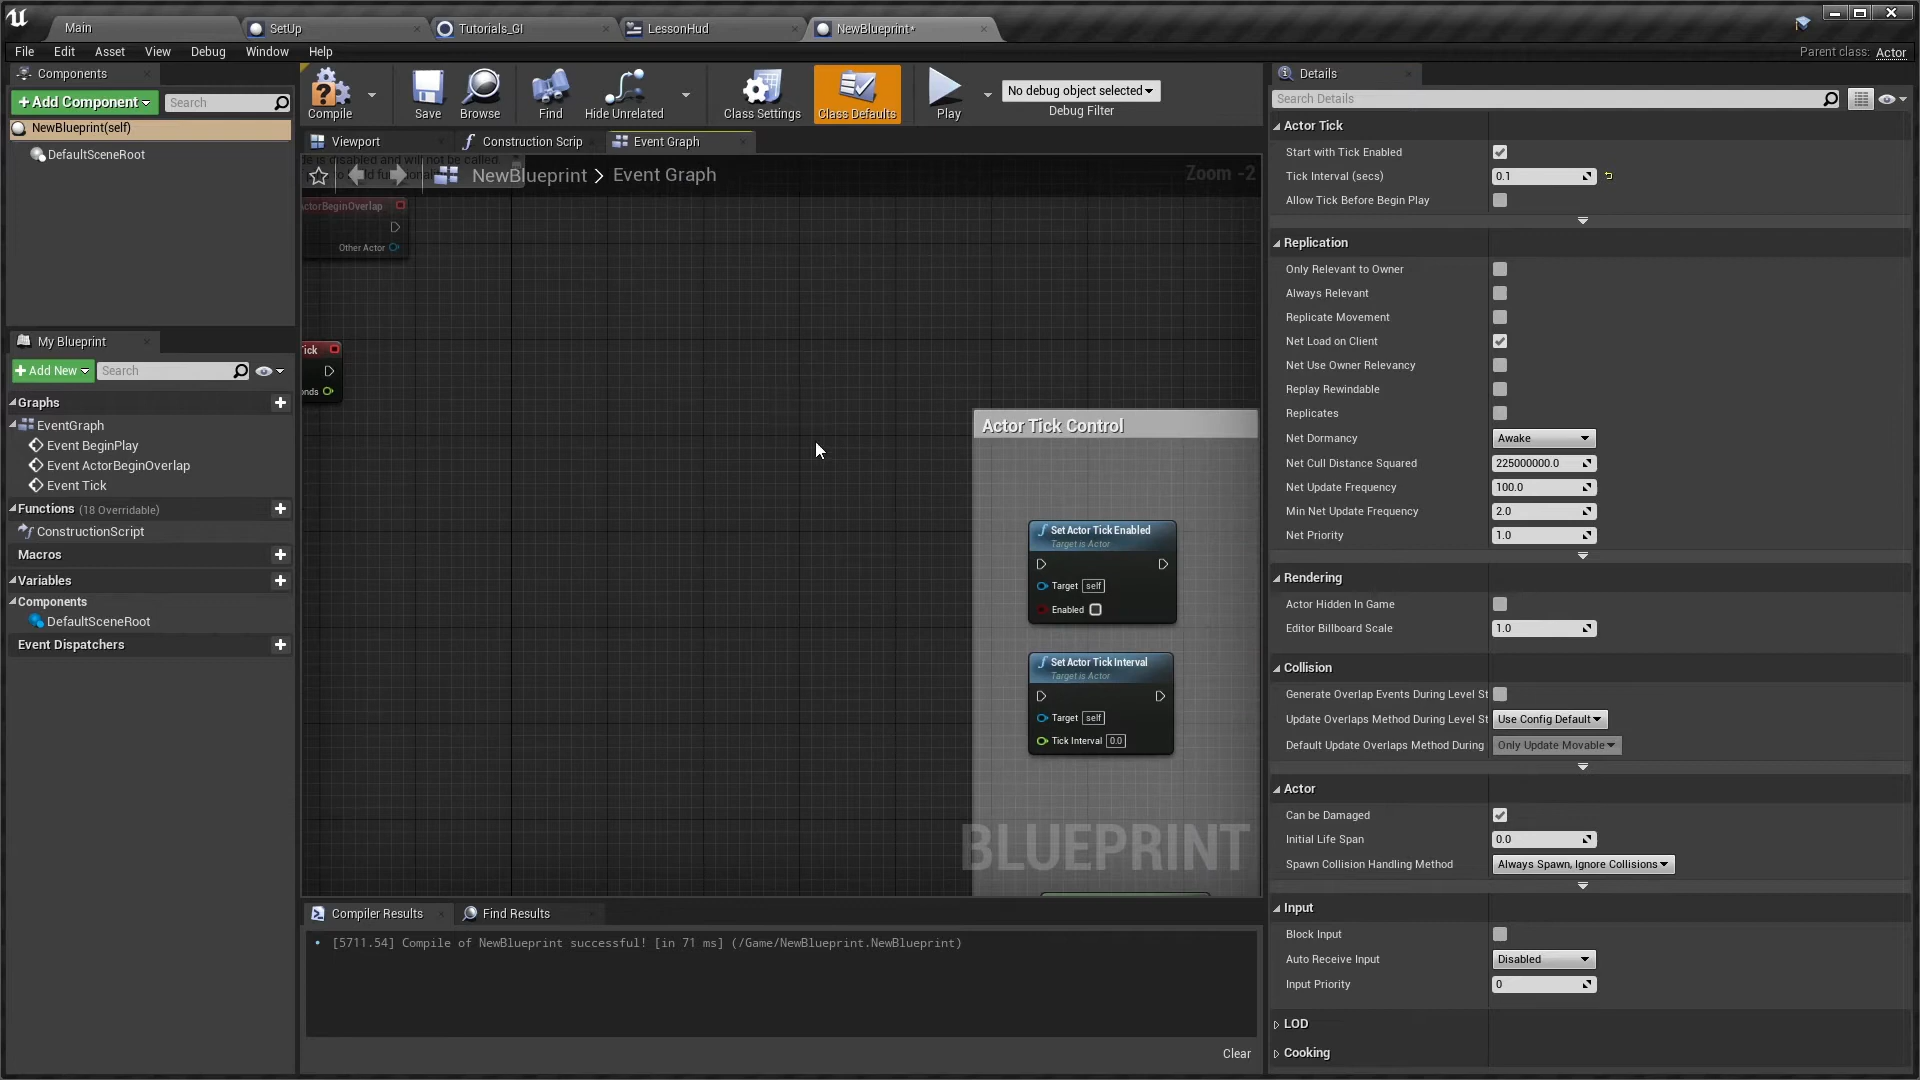 Main
SetUp
Tutorials_GI
LessonHud
NewBlueprint*
File Edit Asset View Debug Window Help
Parent class: Actor
Components
+Add Component
Search
NewBlueprint(self)
DefaultSceneRoot
My Blueprint
+Add New
Search
Graphs
EventGraph
Event BeginPlay
Event ActorBeginOverlap
Event Tick
Functions (18 Overridable)
ConstructionScript
Macros
Variables
Components
DefaultSceneRoot
Event Dispatchers
Compile
Save
Browse
Find
Hide Unrelated
Class Settings
Class Defaults
Play
No debug object selected
Debug Filter
Viewport
Construction Scrip
Event Graph
de is disabled and will not be called.
NewBlueprint > Event Graph
Zoom -2
ActorBeginOverlap
Other Actor
Tick
onds
Actor Tick Control
Set Actor Tick Enabled
Target is Actor
Target self
Enabled
Set Actor Tick Interval
Target is Actor
Target self
Tick Interval 0.0
BLUEPRINT
Compiler Results
Find Results
[5711.54] Compile of NewBlueprint successful! [in 71 ms] (/Game/NewBlueprint.NewBlueprint)
Clear
Details
Search Details
Actor Tick
Start with Tick Enabled
Tick Interval (secs) 0.1
Allow Tick Before Begin Play
Replication
Only Relevant to Owner
Always Relevant
Replicate Movement
Net Load on Client
Net Use Owner Relevancy
Replay Rewindable
Replicates
Net Dormancy Awake
Net Cull Distance Squared 225000000.0
Net Update Frequency 100.0
Min Net Update Frequency 2.0
Net Priority 1.0
Rendering
Actor Hidden In Game
Editor Billboard Scale 1.0
Collision
Generate Overlap Events During Level St
Update Overlaps Method During Level St Use Config Default
Default Update Overlaps Method During Only Update Movable
Actor
Can be Damaged
Initial Life Span 0.0
Spawn Collision Handling Method Always Spawn, Ignore Collisions
Input
Block Input
Auto Receive Input Disabled
Input Priority 0
LOD
Cooking